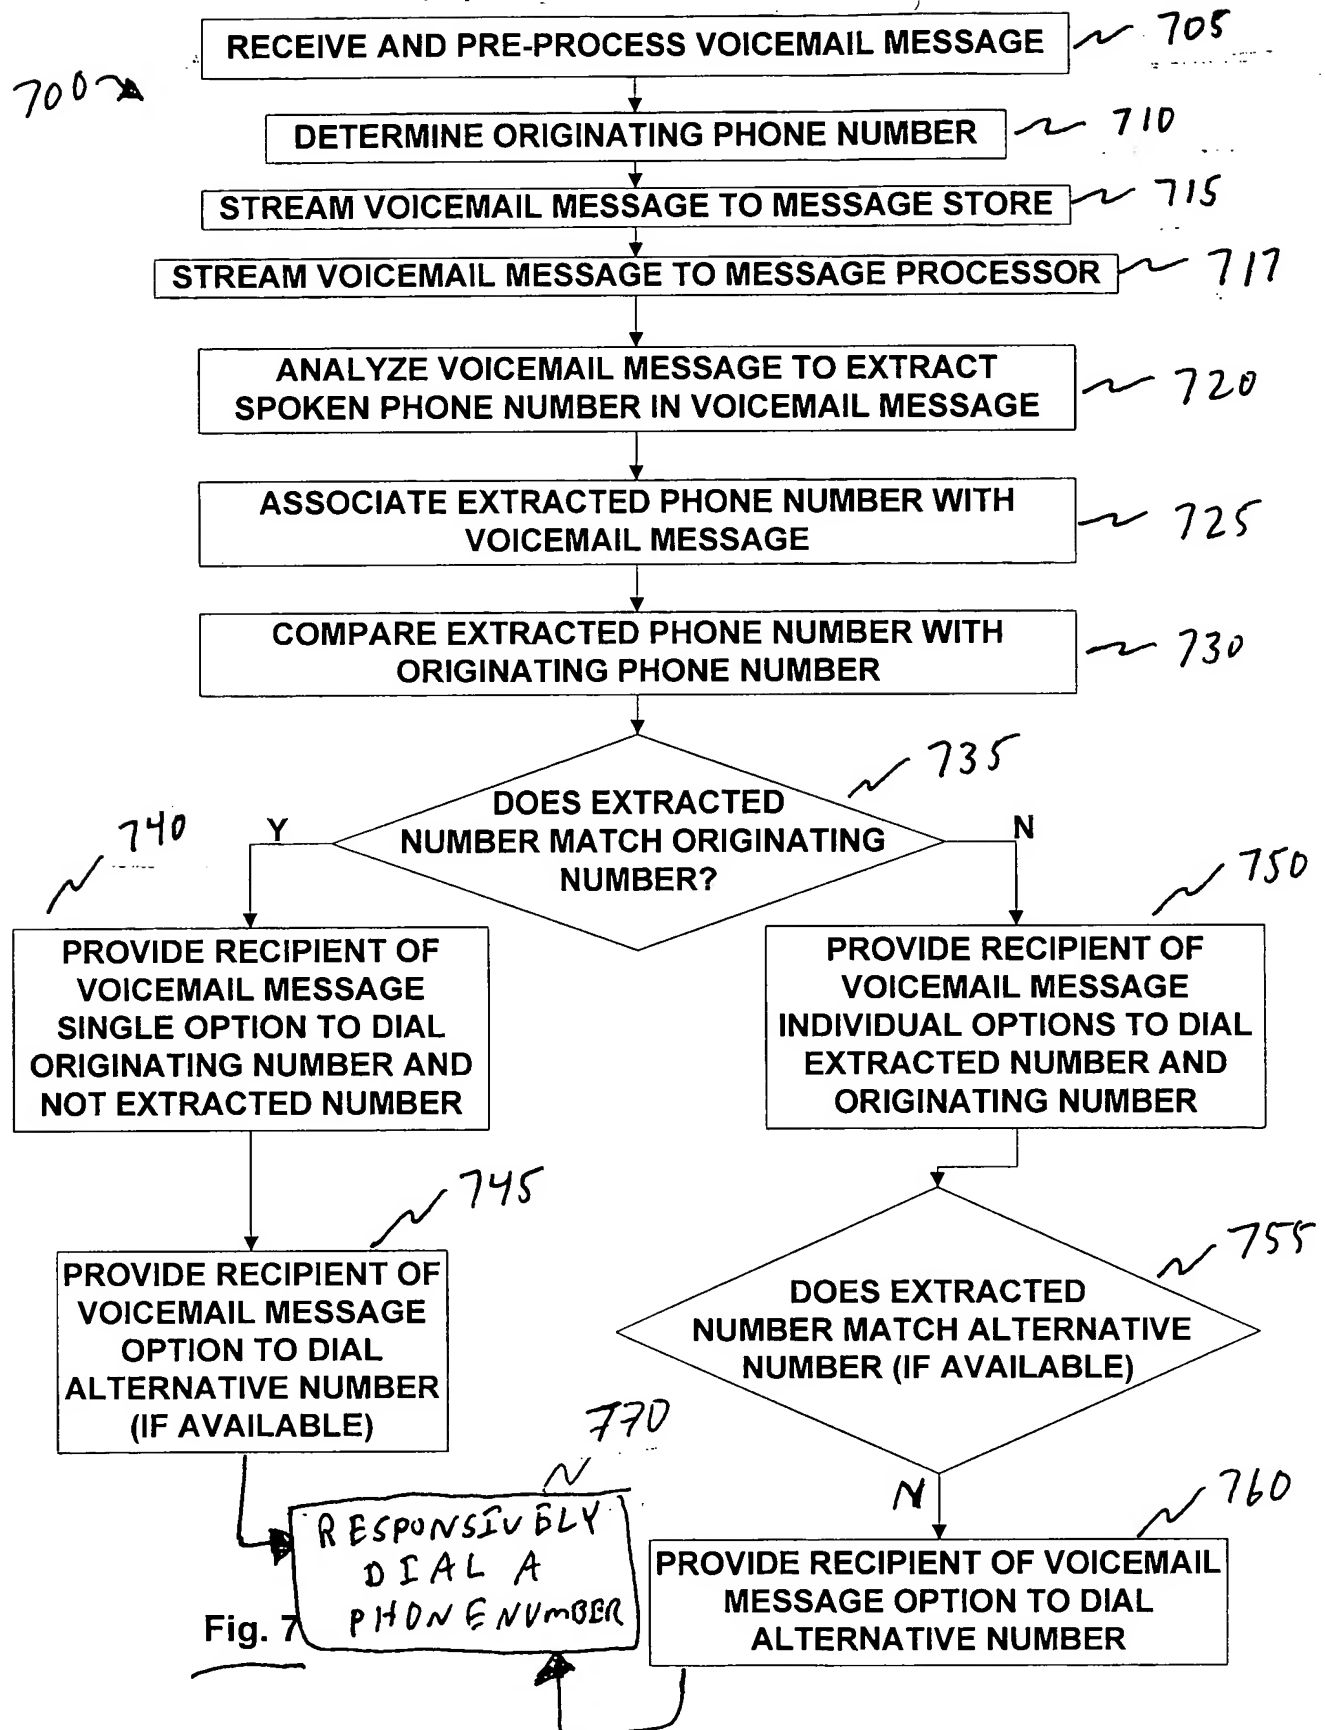 RECEIVE AND PRE-PROCESS VOICEMAIL MESSAGE 705
700
DETERMINE ORIGINATING PHONE NUMBER 710
STREAM VOICEMAIL MESSAGE TO MESSAGE STORE 715
STREAM VOICEMAIL MESSAGE TO MESSAGE PROCESSOR 717
ANALYZE VOICEMAIL MESSAGE TO EXTRACT
SPOKEN PHONE NUMBER IN VOICEMAIL MESSAGE
720
ASSOCIATE EXTRACTED PHONE NUMBER WITH
VOICEMAIL MESSAGE
725
COMPARE EXTRACTED PHONE NUMBER WITH
ORIGINATING PHONE NUMBER
730
735
DOES EXTRACTED
NUMBER MATCH ORIGINATING
NUMBER?
Y
N
740
PROVIDE RECIPIENT OF
VOICEMAIL MESSAGE
SINGLE OPTION TO DIAL
ORIGINATING NUMBER AND
NOT EXTRACTED NUMBER
750
PROVIDE RECIPIENT OF
VOICEMAIL MESSAGE
INDIVIDUAL OPTIONS TO DIAL
EXTRACTED NUMBER AND
ORIGINATING NUMBER
745
PROVIDE RECIPIENT OF
VOICEMAIL MESSAGE
OPTION TO DIAL
ALTERNATIVE NUMBER
(IF AVAILABLE)
755
DOES EXTRACTED
NUMBER MATCH ALTERNATIVE
NUMBER (IF AVAILABLE)
N
770
RESPONSIVELY
DIAL A
PHONE NUMBER
760
PROVIDE RECIPIENT OF VOICEMAIL
MESSAGE OPTION TO DIAL
ALTERNATIVE NUMBER
Fig. 7